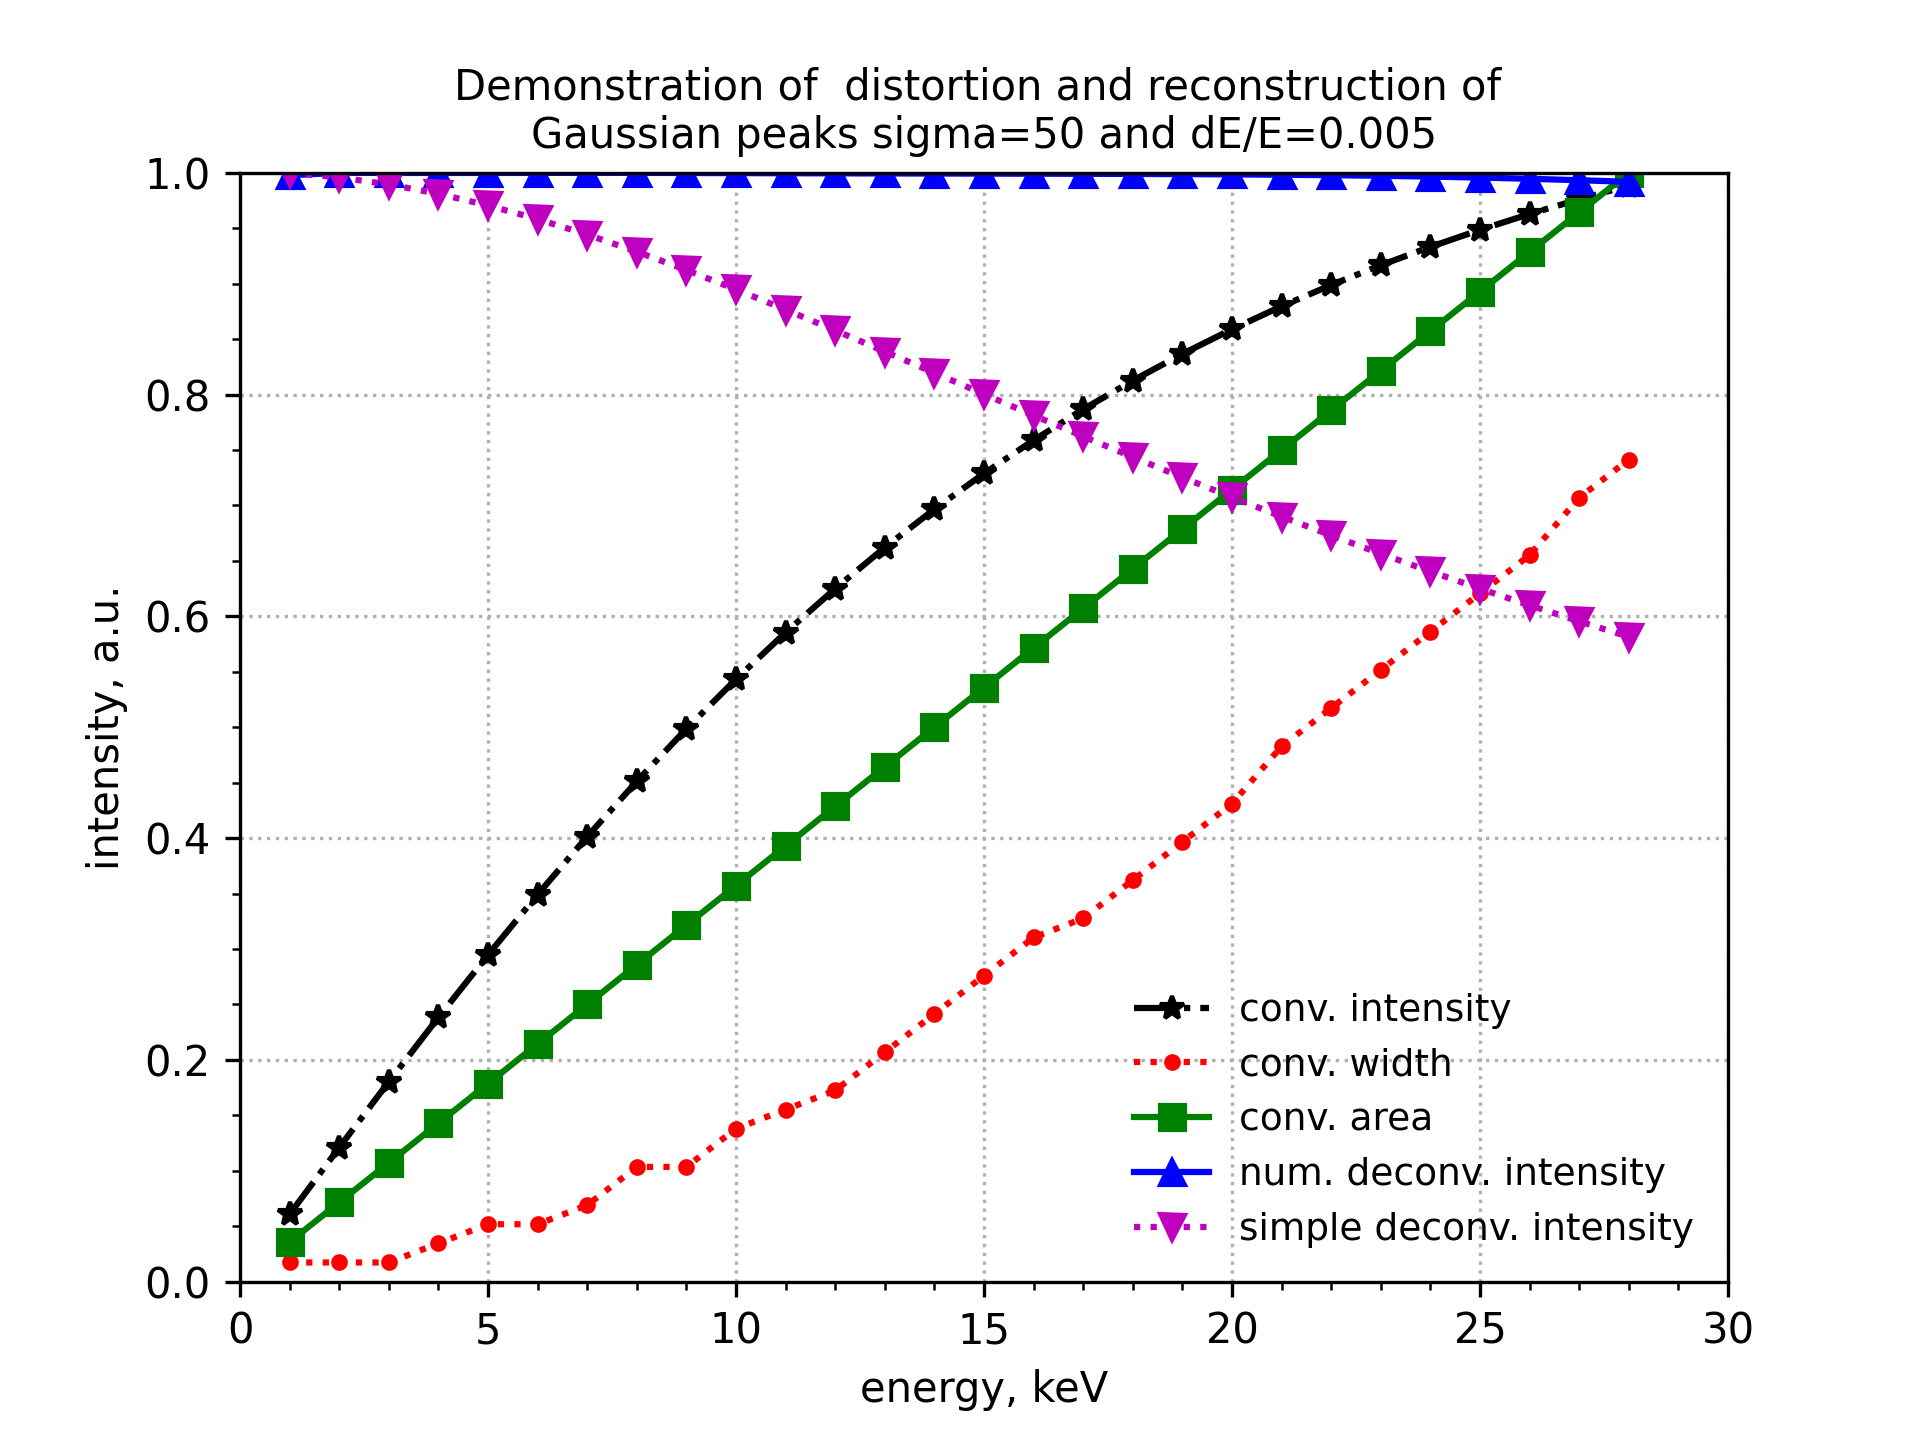 Demonstration of  distortion and reconstruction of
Gaussian peaks sigma=50 and dE/E=0.005
1.0
0.8
0.6
0.4
0.2
0.0
intensity, a.u.
conv. intensity
conv. width
conv. area
num. deconv. intensity
simple deconv. intensity
0 5 10 15 20 25 30
energy, keV